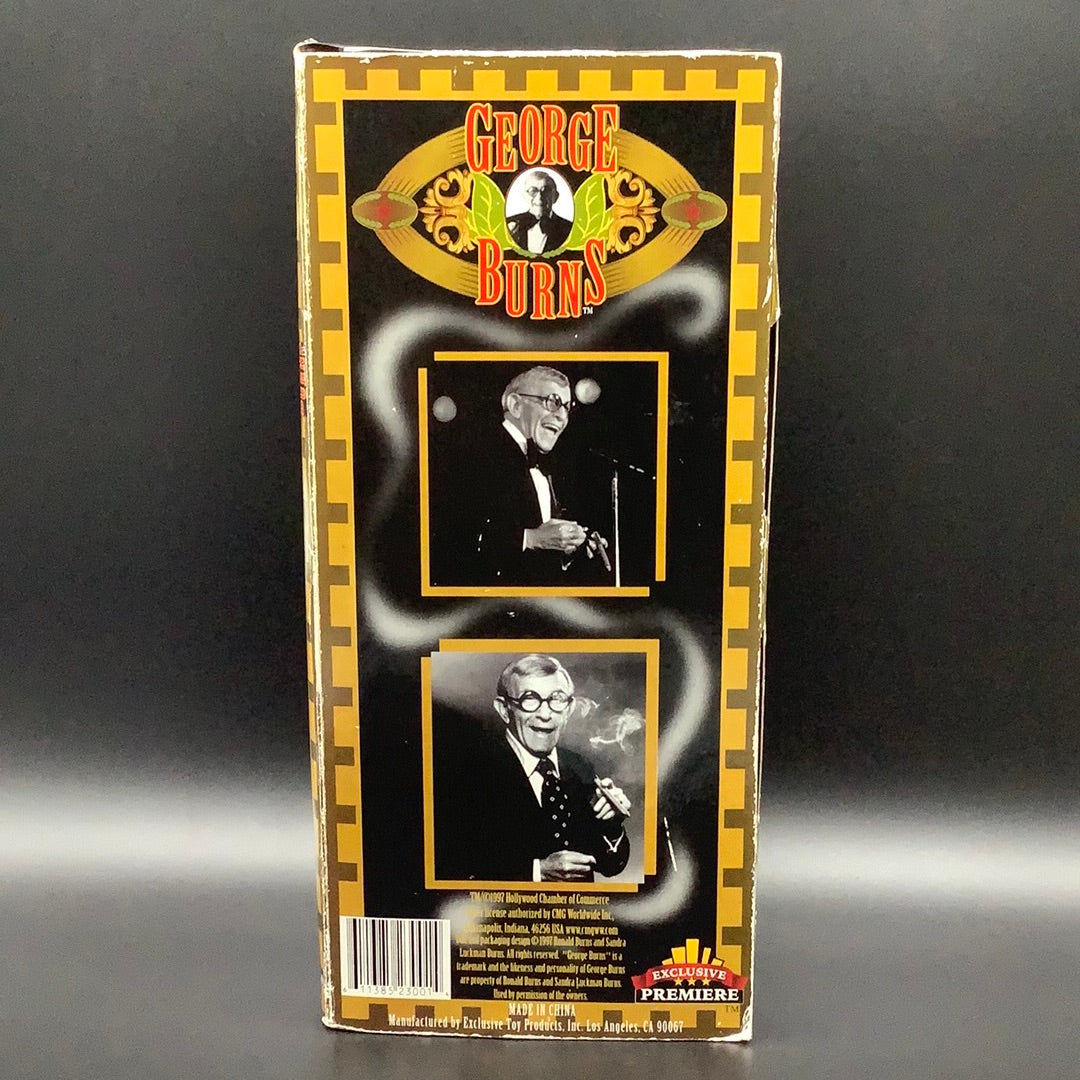 GEORGE
BURNS™
TM/©1997 Hollywood Chamber of Commerce
license authorized by CMG Worldwide Inc,
Indianapolis, Indiana, 46256 USA www.cmgww.com
and packaging design ©1997 Ronald Burns and Sandra
Luckman Burns. All rights reserved. "George Burns" is a
trademark and the likeness and personality of George Burns
are property of Ronald Burns and Sandra Luckman Burns.
Used by permission of the owners.
11385 23001
EXCLUSIVE
PREMIERE
TM
MADE IN CHINA
Manufactured by Exclusive Toy Products, Inc. Los Angeles, CA 90067